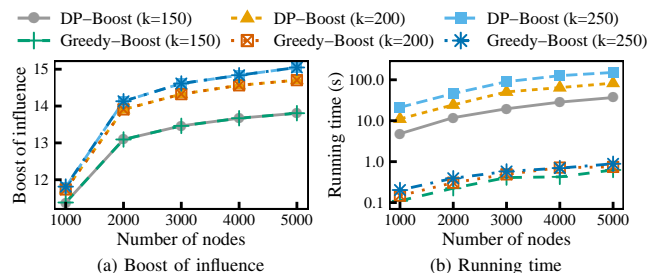 DP−Boost (k=150) DP−Boost (k=200) DP−Boost (k=250)
Greedy−Boost (k=150) Greedy−Boost (k=200) Greedy−Boost (k=250)
Boost of influence
15
14
13
12
1000 2000 3000 4000 5000
Number of nodes
(a) Boost of influence
Running time (s)
100.0
10.0
1.0
0.1
1000 2000 3000 4000 5000
Number of nodes
(b) Running time